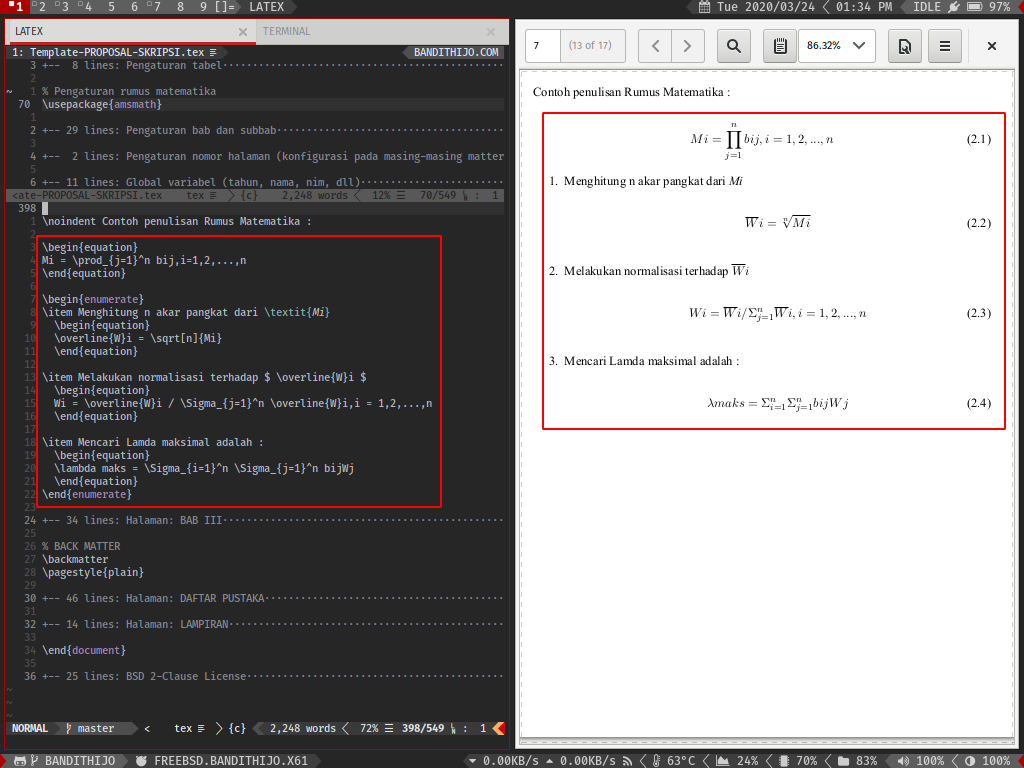 1 2 3 4 5 6 7 8 9 []= LATEX
Tue 2020/03/24 01:34 PM IDLE 97%
LATEX × TERMINAL ×
1: Template-PROPOSAL-SKRIPSI.tex BANDITHIJO.COM
3 +-- 8 lines: Pengaturan tabel
2
~ 1 % Pengaturan rumus matematika
70 \usepackage{amsmath}
1
2 +-- 29 lines: Pengaturan bab dan subbab
3
4 +-- 2 lines: Pengaturan nomor halaman (konfigurasi pada masing-masing matter
5
6 +-- 11 lines: Global variabel (tahun, nama, nim, dll)
<ate-PROPOSAL-SKRIPSI.tex tex {c} 2,248 words 12% 70/549 : 1
398
1 \noindent Contoh penulisan Rumus Matematika :
2
3 \begin{equation}
4 Mi = \prod_{j=1}^n bij,i=1,2,...,n
5 \end{equation}
6
7 \begin{enumerate}
8 \item Menghitung n akar pangkat dari \textit{Mi}
9 \begin{equation}
10 \overline{W}i = \sqrt[n]{Mi}
11 \end{equation}
12
13 \item Melakukan normalisasi terhadap $ \overline{W}i $
14 \begin{equation}
15 Wi = \overline{W}i / \Sigma_{j=1}^n \overline{W}i,i = 1,2,...,n
16 \end{equation}
17
18 \item Mencari Lamda maksimal adalah :
19 \begin{equation}
20 \lambda maks = \Sigma_{i=1}^n \Sigma_{j=1}^n bijWj
21 \end{equation}
22 \end{enumerate}
23
24 +-- 34 lines: Halaman: BAB III
25
26 % BACK MATTER
27 \backmatter
28 \pagestyle{plain}
29
30 +-- 46 lines: Halaman: DAFTAR PUSTAKA
31
32 +-- 14 lines: Halaman: LAMPIRAN
33
34 \end{document}
35
36 +-- 25 lines: BSD 2-Clause License
~
~
~
NORMAL master < tex {c} 2,248 words 72% 398/549 : 1
7 (13 of 17) 86.32%
Contoh penulisan Rumus Matematika :
Mi = ∏_{j=1}^{n} bij, i = 1, 2, ..., n (2.1)
1. Menghitung n akar pangkat dari Mi
W̅i = ⁿ√Mi (2.2)
2. Melakukan normalisasi terhadap W̅i
Wi = W̅i/Σ_{j=1}^{n}W̅i, i = 1, 2, ..., n (2.3)
3. Mencari Lamda maksimal adalah :
λmaks = Σ_{i=1}^{n}Σ_{j=1}^{n}bijWj (2.4)
BANDITHIJO FREEBSD.BANDITHIJO.X61 0.00KB/s 0.00KB/s 63°C 24% 70% 83% 100% 100%